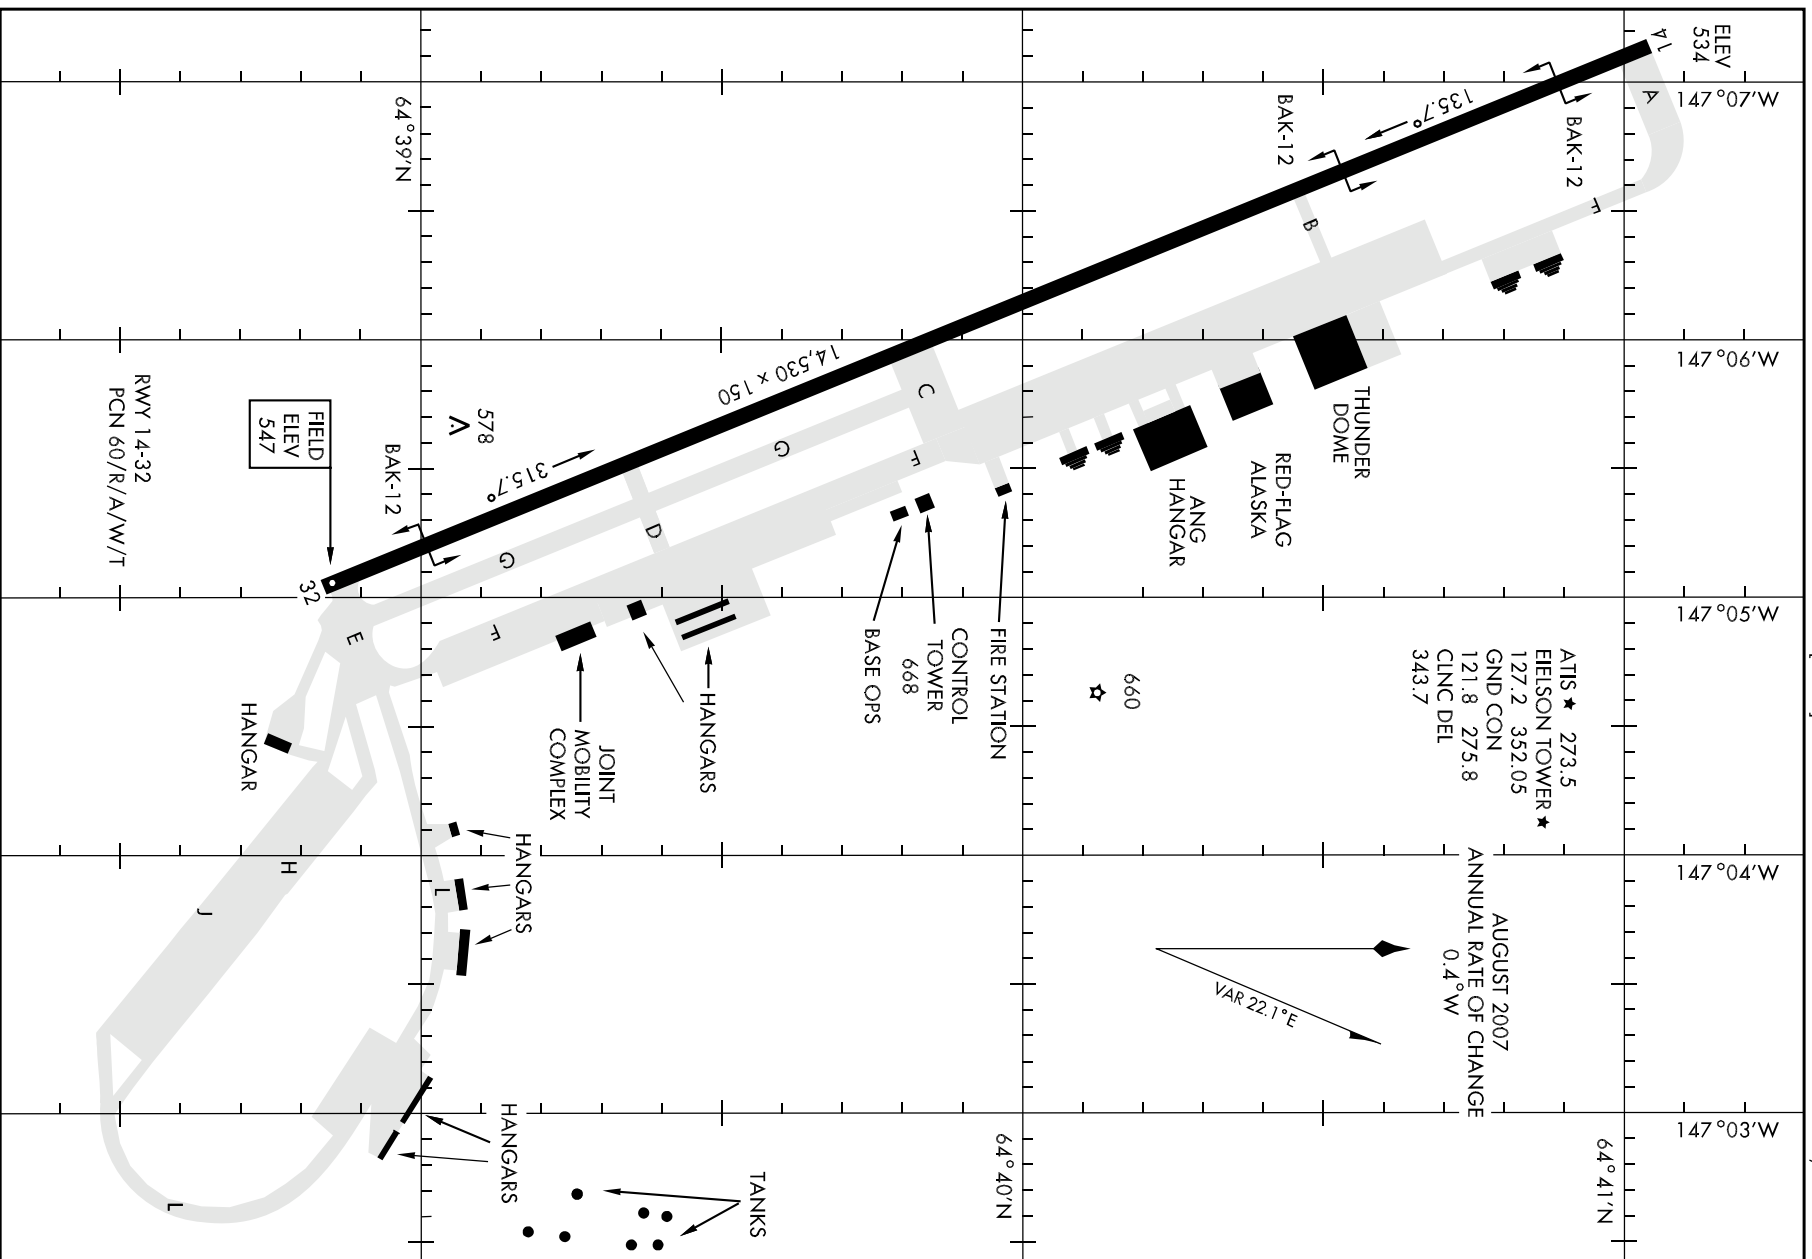 ELEV
534
14
147°07'W
A
BAK-12
F
135.7°
BAK-12
B
64°39'N
147°06'W
THUNDER
DOME
RED-FLAG
ALASKA
ANG
HANGAR
14,530 x 150
C
G
F
578
315.7°
D
G
BAK-12
FIELD
ELEV
547
RWY 14-32
PCN 60/R/A/W/T
32
E
F
147°05'W
FIRE STATION
CONTROL
TOWER
668
BASE OPS
HANGARS
JOINT
MOBILITY
COMPLEX
HANGAR
660
ATIS★ 273.5
EIELSON TOWER★
127.2 352.05
GND CON
121.8 275.8
CLNC DEL
343.7
147°04'W
HANGARS
L
H
J
AUGUST 2007
ANNUAL RATE OF CHANGE
0.4°W
VAR 22.1°E
147°03'W
64°41'N
64°40'N
HANGARS
TANKS
L